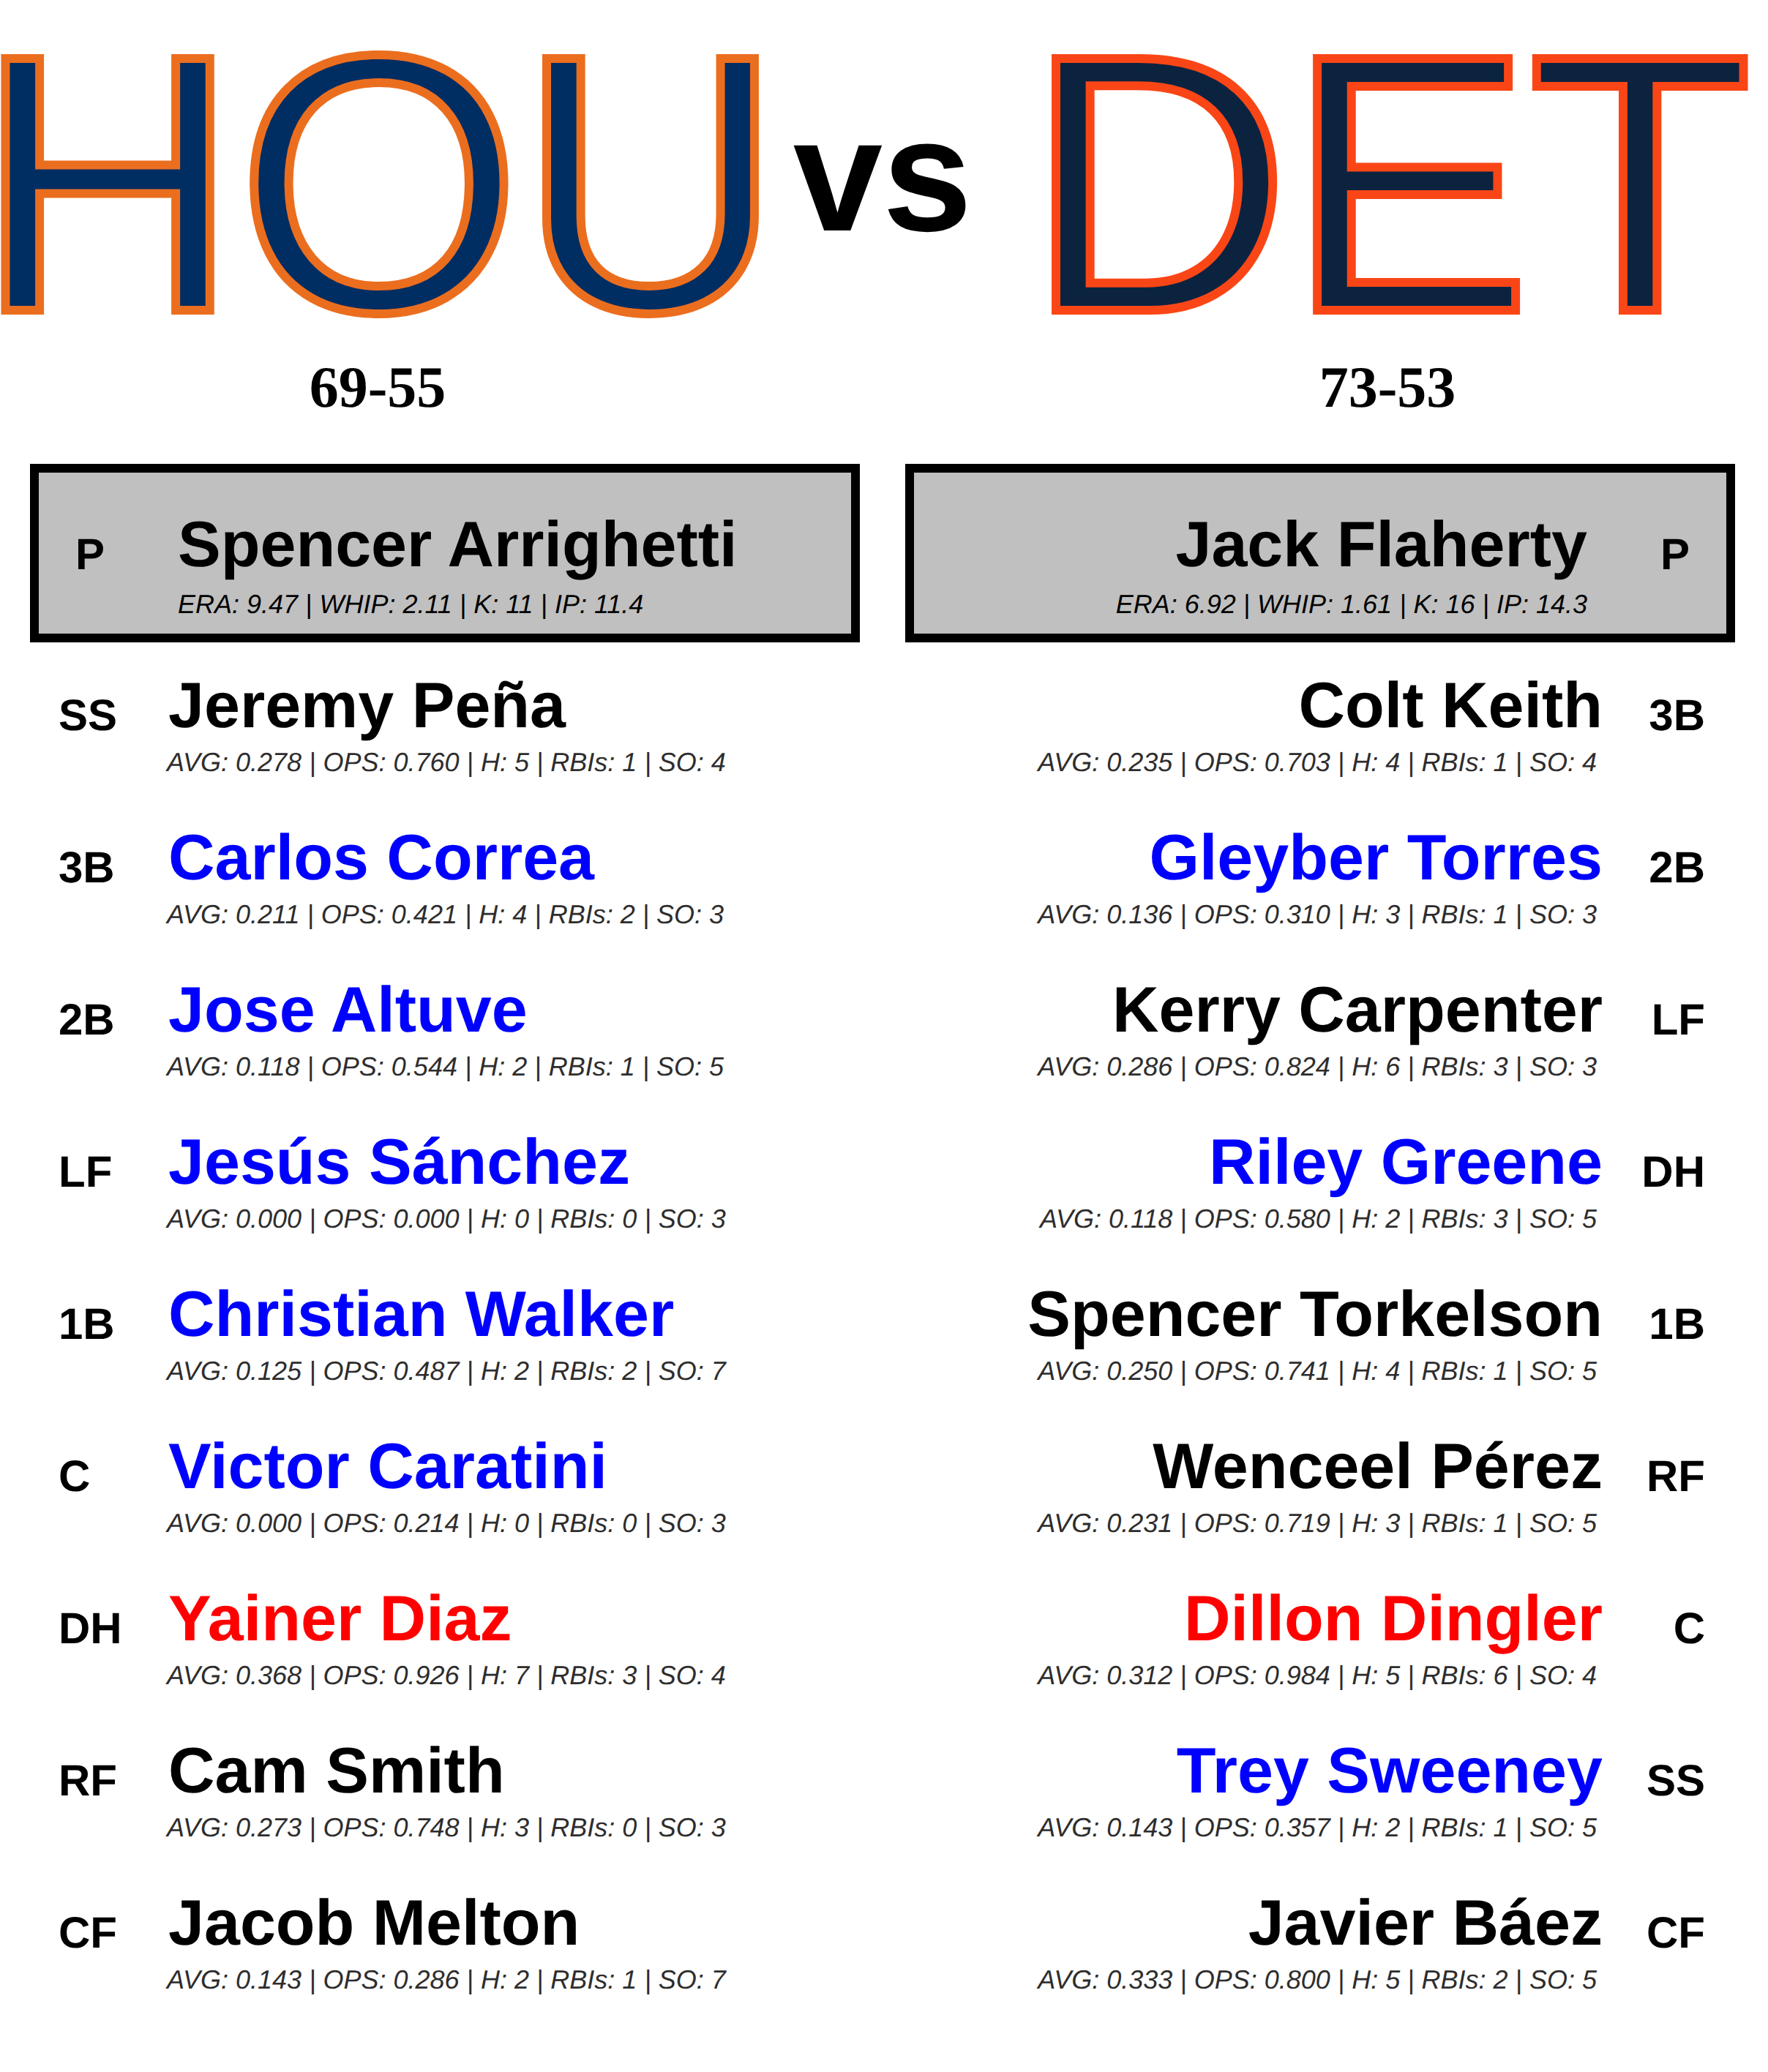 HOU vs DET
69-55 73-53
P Spencer Arrighetti
ERA: 9.47 | WHIP: 2.11 | K: 11 | IP: 11.4
Jack Flaherty P
ERA: 6.92 | WHIP: 1.61 | K: 16 | IP: 14.3
SS Jeremy Peña
AVG: 0.278 | OPS: 0.760 | H: 5 | RBIs: 1 | SO: 4
3B Carlos Correa
AVG: 0.211 | OPS: 0.421 | H: 4 | RBIs: 2 | SO: 3
2B Jose Altuve
AVG: 0.118 | OPS: 0.544 | H: 2 | RBIs: 1 | SO: 5
LF Jesús Sánchez
AVG: 0.000 | OPS: 0.000 | H: 0 | RBIs: 0 | SO: 3
1B Christian Walker
AVG: 0.125 | OPS: 0.487 | H: 2 | RBIs: 2 | SO: 7
C Victor Caratini
AVG: 0.000 | OPS: 0.214 | H: 0 | RBIs: 0 | SO: 3
DH Yainer Diaz
AVG: 0.368 | OPS: 0.926 | H: 7 | RBIs: 3 | SO: 4
RF Cam Smith
AVG: 0.273 | OPS: 0.748 | H: 3 | RBIs: 0 | SO: 3
CF Jacob Melton
AVG: 0.143 | OPS: 0.286 | H: 2 | RBIs: 1 | SO: 7
Colt Keith 3B
AVG: 0.235 | OPS: 0.703 | H: 4 | RBIs: 1 | SO: 4
Gleyber Torres 2B
AVG: 0.136 | OPS: 0.310 | H: 3 | RBIs: 1 | SO: 3
Kerry Carpenter LF
AVG: 0.286 | OPS: 0.824 | H: 6 | RBIs: 3 | SO: 3
Riley Greene DH
AVG: 0.118 | OPS: 0.580 | H: 2 | RBIs: 3 | SO: 5
Spencer Torkelson 1B
AVG: 0.250 | OPS: 0.741 | H: 4 | RBIs: 1 | SO: 5
Wenceel Pérez RF
AVG: 0.231 | OPS: 0.719 | H: 3 | RBIs: 1 | SO: 5
Dillon Dingler C
AVG: 0.312 | OPS: 0.984 | H: 5 | RBIs: 6 | SO: 4
Trey Sweeney SS
AVG: 0.143 | OPS: 0.357 | H: 2 | RBIs: 1 | SO: 5
Javier Báez CF
AVG: 0.333 | OPS: 0.800 | H: 5 | RBIs: 2 | SO: 5